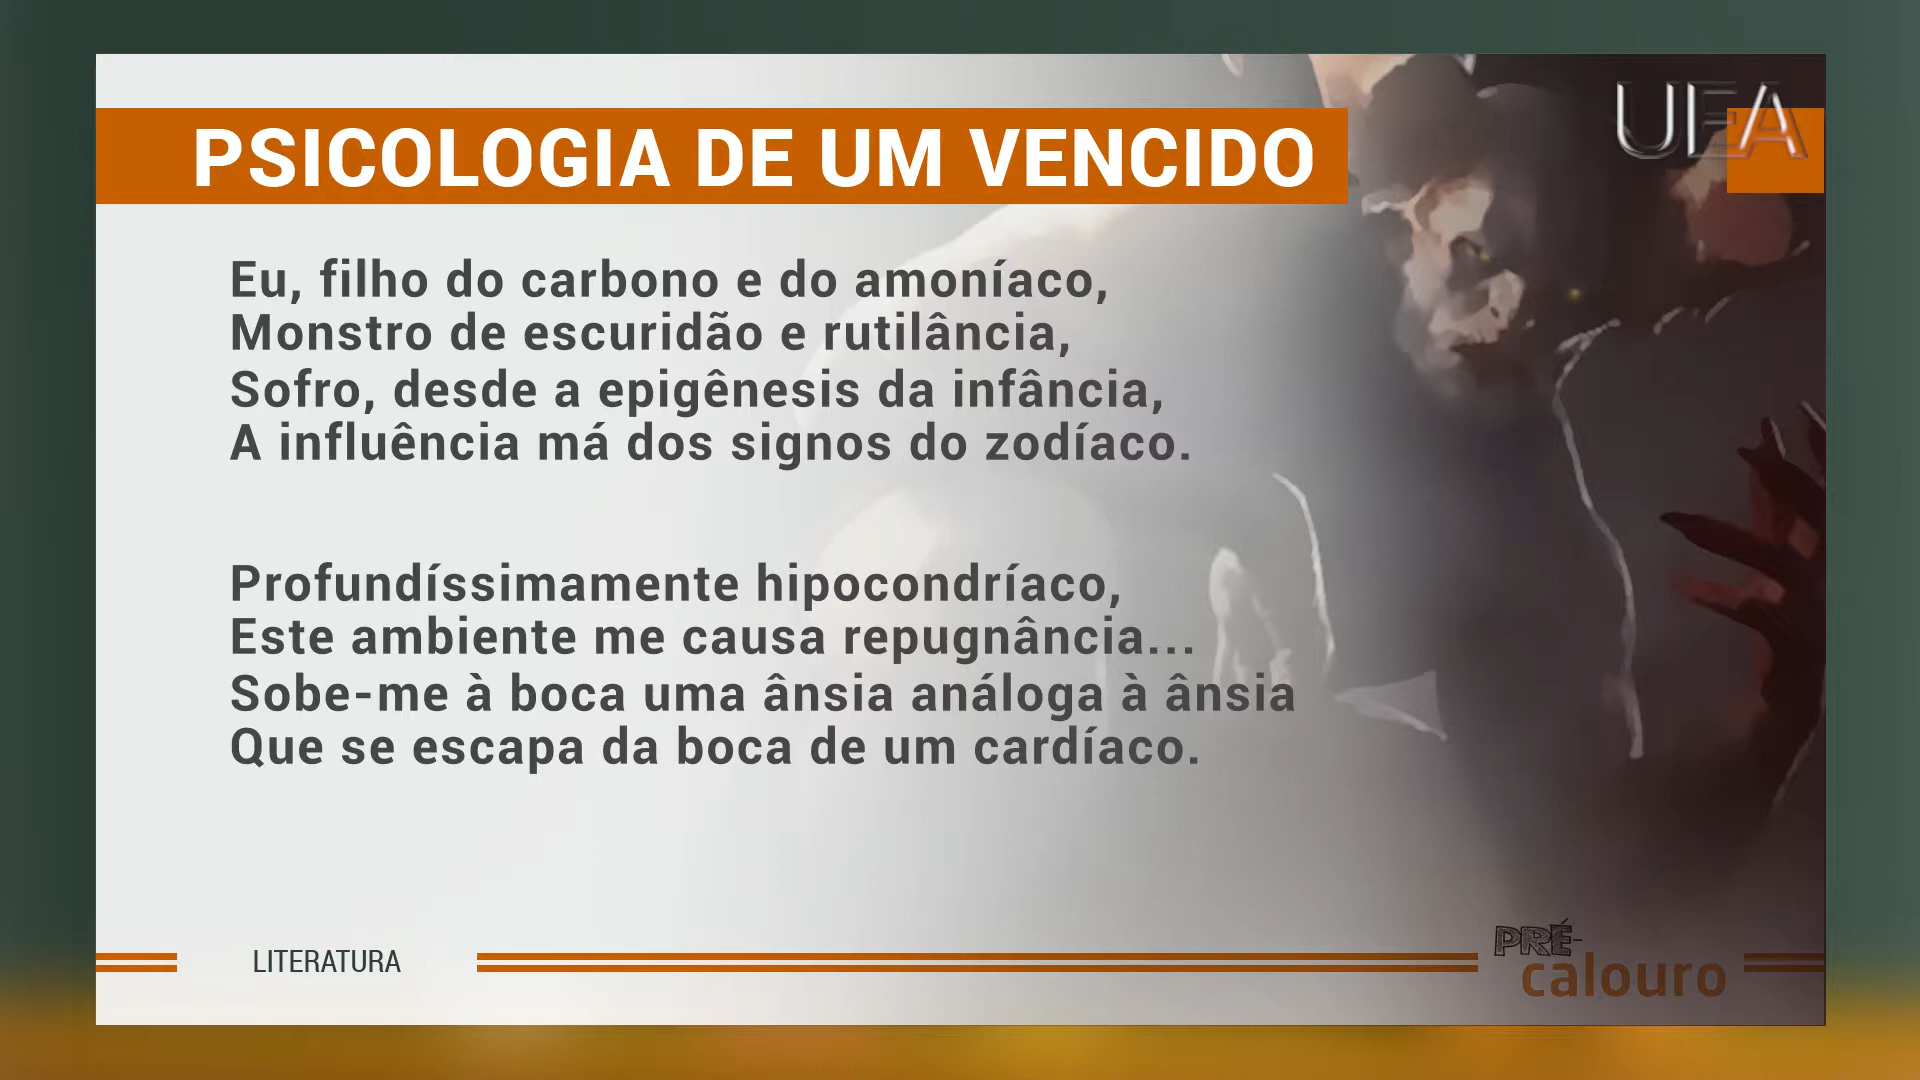 UEA
PSICOLOGIA DE UM VENCIDO
Eu, filho do carbono e do amoníaco,
Monstro de escuridão e rutilância,
Sofro, desde a epigênesis da infância,
A influência má dos signos do zodíaco.
Profundíssimamente hipocondríaco,
Este ambiente me causa repugnância...
Sobe-me à boca uma ânsia análoga à ânsia
Que se escapa da boca de um cardíaco.
LITERATURA
PRÉ-
calouro